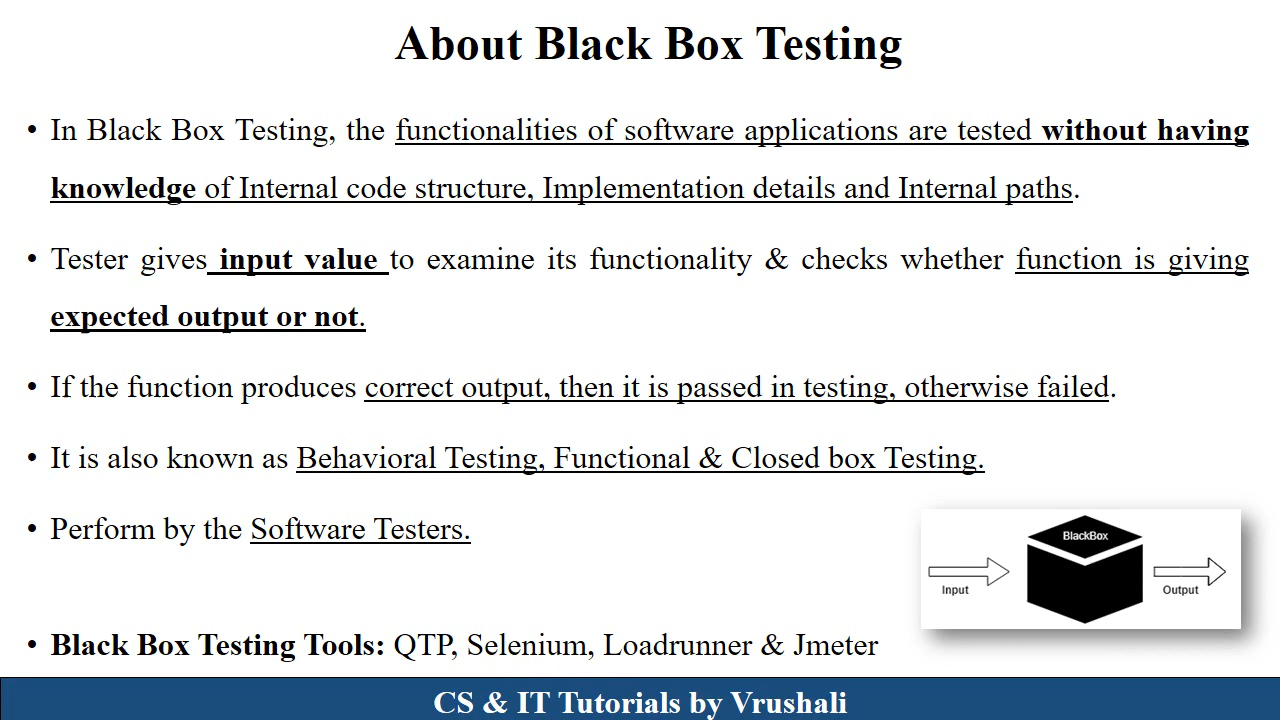 About Black Box Testing
• In Black Box Testing, the functionalities of software applications are tested without having
knowledge of Internal code structure, Implementation details and Internal paths.
• Tester gives input value to examine its functionality & checks whether function is giving
expected output or not.
• If the function produces correct output, then it is passed in testing, otherwise failed.
• It is also known as Behavioral Testing, Functional & Closed box Testing.
• Perform by the Software Testers.
BlackBox
Input
Output
• Black Box Testing Tools: QTP, Selenium, Loadrunner & Jmeter
CS & IT Tutorials by Vrushali